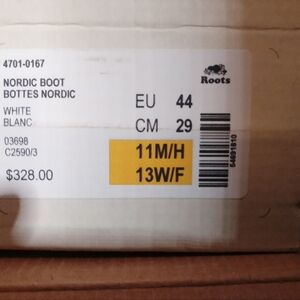 4701-0167
NORDIC BOOT
BOTTES NORDIC
WHITE
BLANC
03698
C2590/3
$328.00
EU 44
CM 29
11M/H
13W/F
Roots
54691810